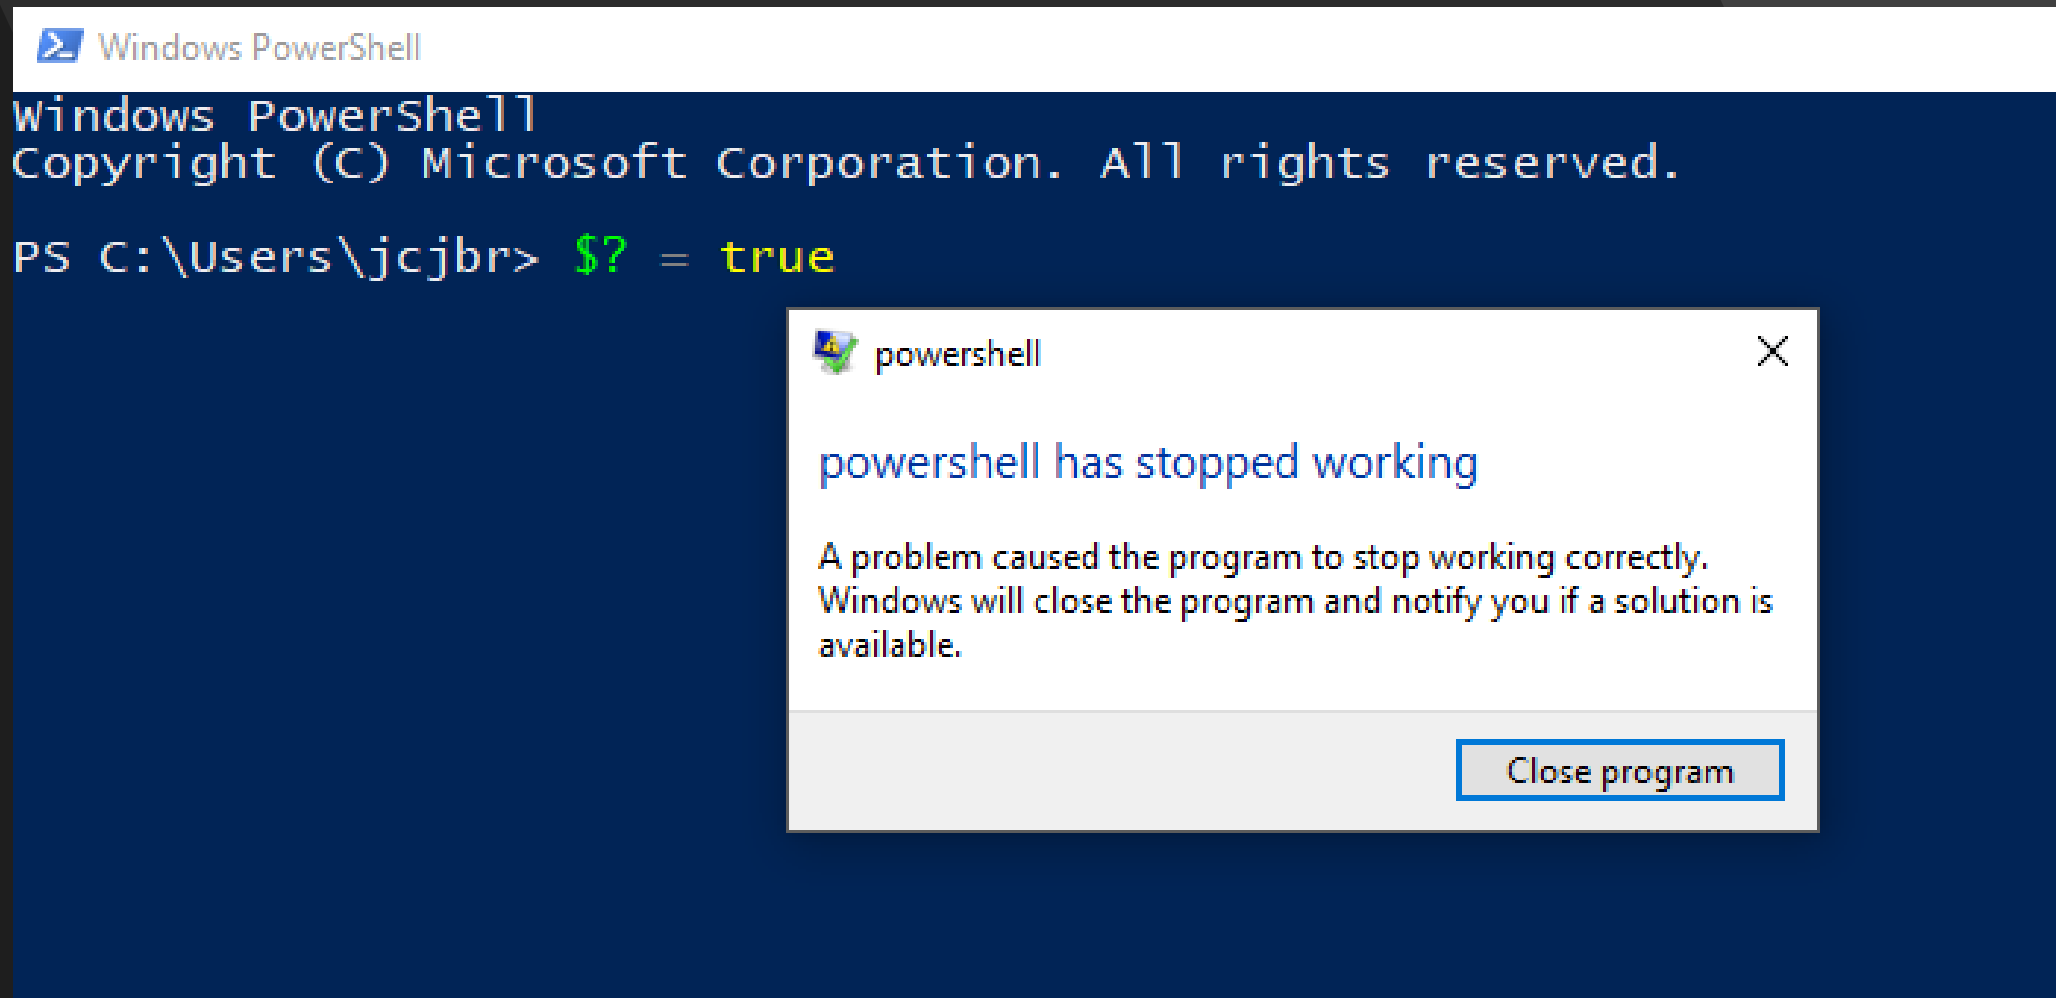 Windows PowerShell
Windows PowerShell
Copyright (C) Microsoft Corporation. All rights reserved.
PS C:\Users\jcjbr> $? = true
powershell
powershell has stopped working
A problem caused the program to stop working correctly.
Windows will close the program and notify you if a solution is
available.
Close program